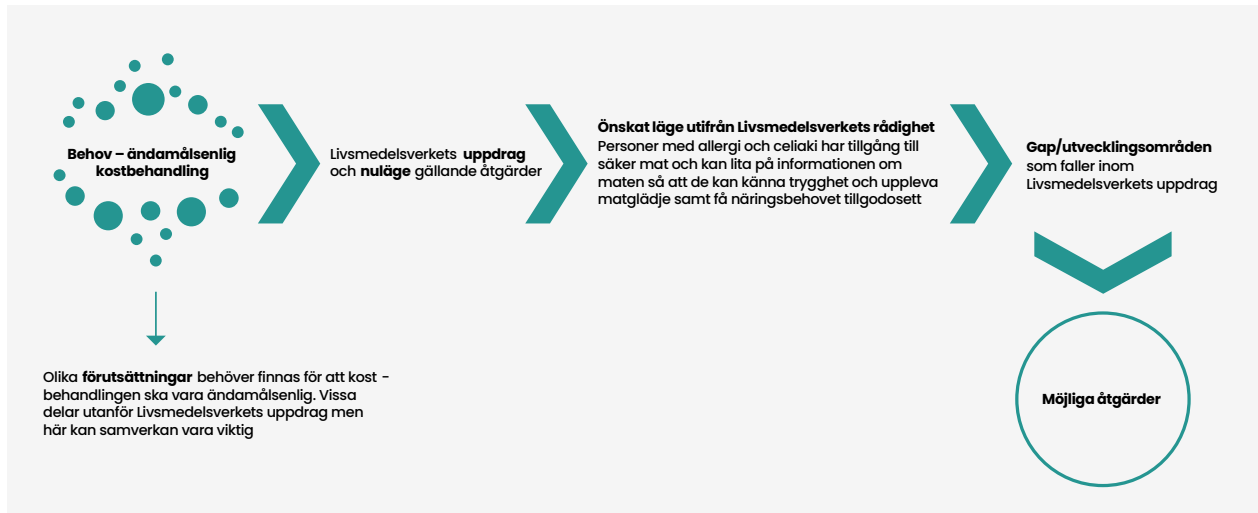 Behov – ändamålsenlig
kostbehandling
Livsmedelsverkets uppdrag
och nuläge gällande åtgärder
Önskat läge utifrån Livsmedelsverkets rådighet
Personer med allergi och celiaki har tillgång till
säker mat och kan lita på informationen om
maten så att de kan känna trygghet och uppleva
matglädje samt få näringsbehovet tillgodosett
Gap/utvecklingsområden
som faller inom
Livsmedelsverkets uppdrag
Olika förutsättningar behöver finnas för att kost -
behandlingen ska vara ändamålsenlig. Vissa
delar utanför Livsmedelsverkets uppdrag men
här kan samverkan vara viktig
Möjliga åtgärder